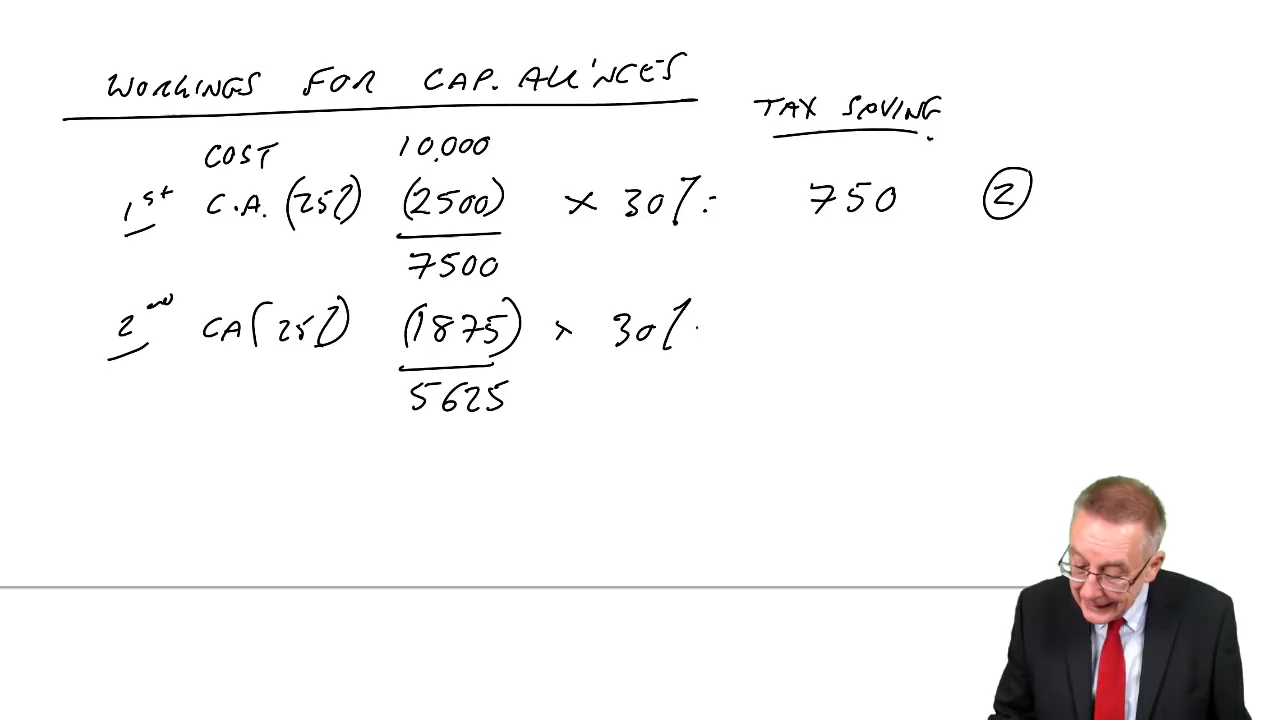 WORKINGS FOR CAP. ALL'NCES
TAX SAVING
COST 10,000
1st C.A. (25%) (2500) × 30% = 750 2
7500
2nd CA (25%) (1875) × 30%
5625